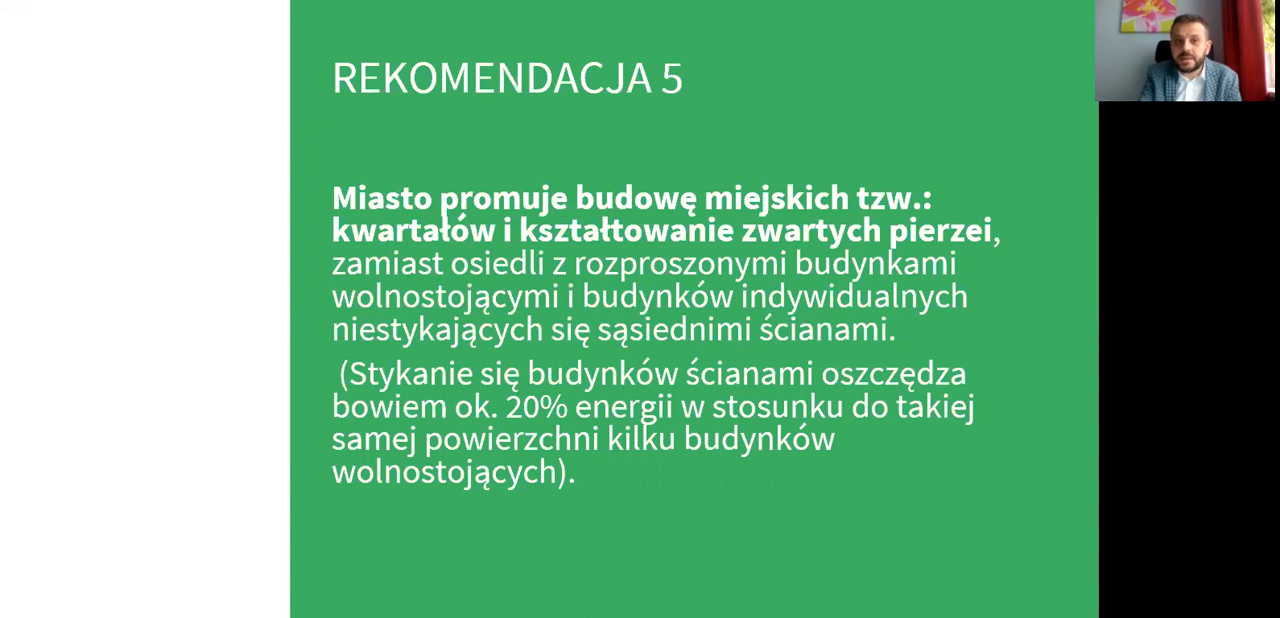 REKOMENDACJA 5
Miasto promuje budowę miejskich tzw.:
kwartałów i kształtowanie zwartych pierzei,
zamiast osiedli z rozproszonymi budynkami
wolnostojącymi i budynków indywidualnych
niestykających się sąsiednimi ścianami.
(Stykanie się budynków ścianami oszczędza
bowiem ok. 20% energii w stosunku do takiej
samej powierzchni kilku budynków
wolnostojących).